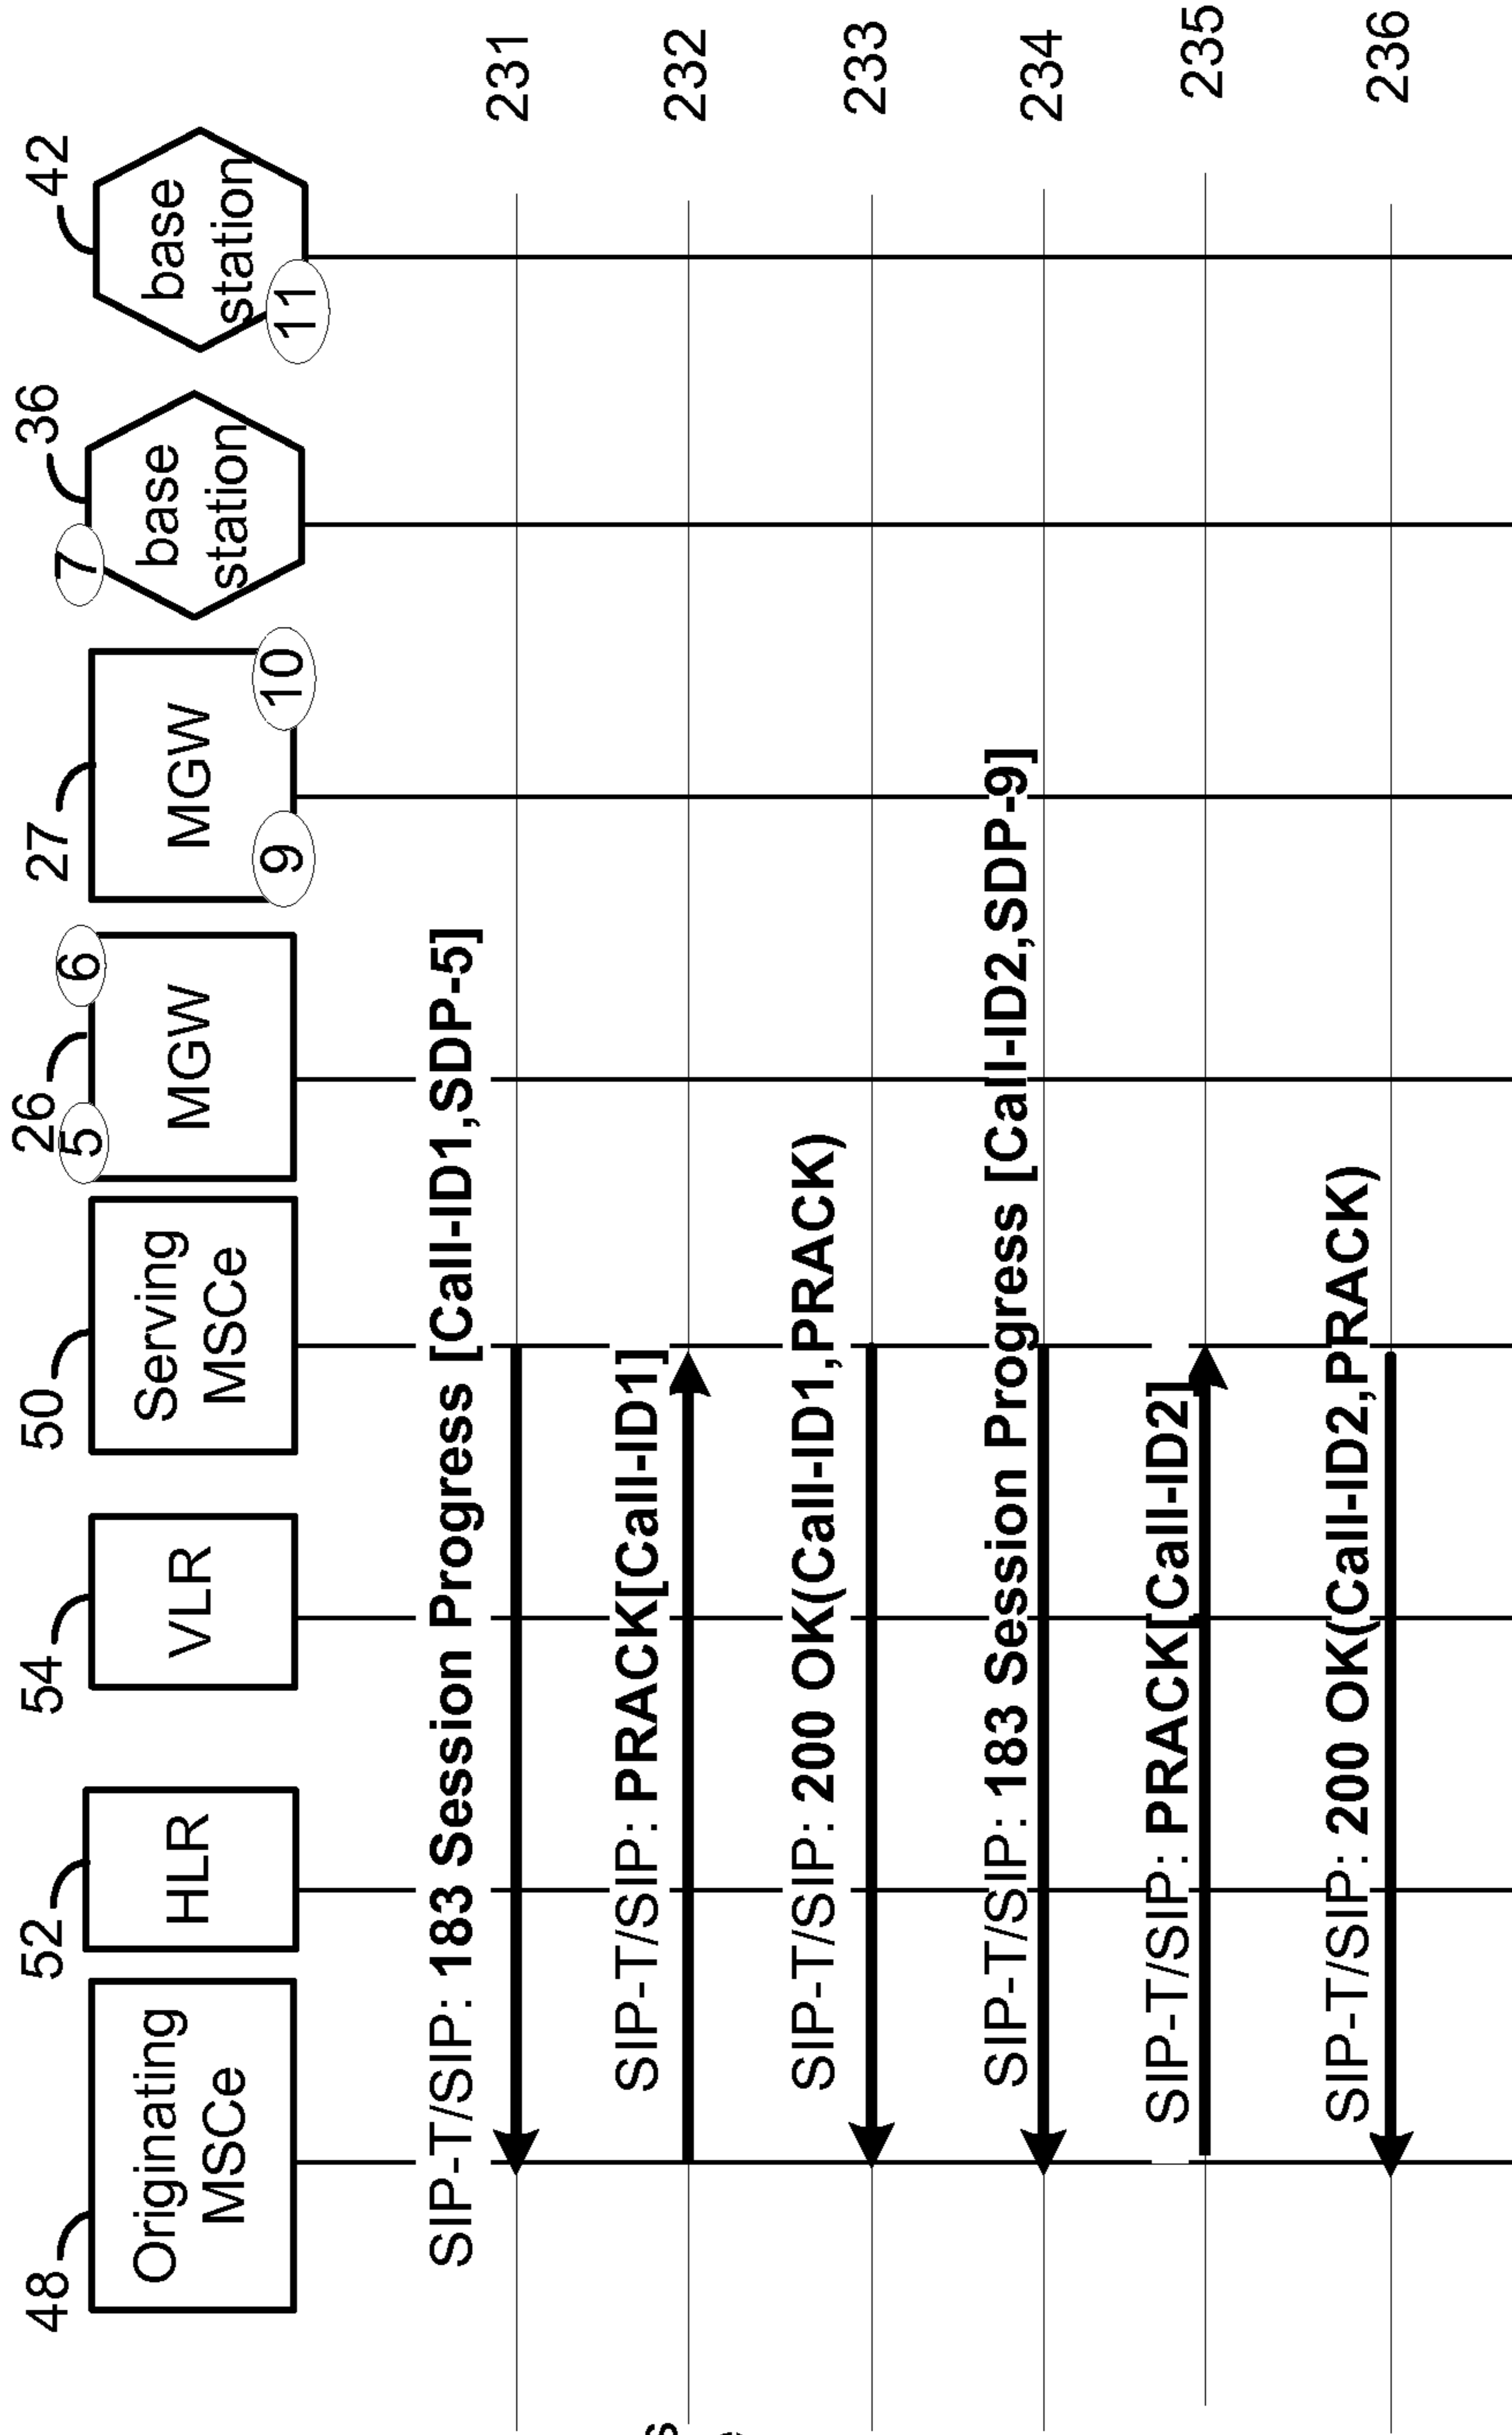 48
52
54
50
26
27
36
42
Originating
MSCe
HLR
VLR
Serving
MSCe
5
6
MGW
MGW
9
10
7
base
station
base
station
11
SIP-T/SIP: 183 Session Progress [Call-ID1,SDP-5]
231
SIP-T/SIP: PRACK[Call-ID1]
232
SIP-T/SIP: 200 OK(Call-ID1,PRACK)
233
SIP-T/SIP: 183 Session Progress [Call-ID2,SDP-9]
234
SIP-T/SIP: PRACK[Call-ID2]
235
SIP-T/SIP: 200 OK(Call-ID2,PRACK)
236